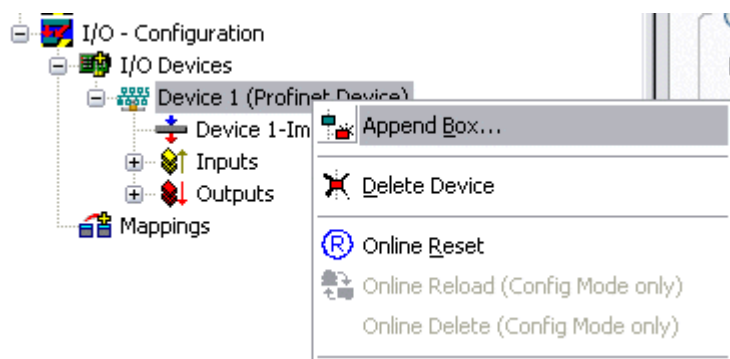 I/O - Configuration
I/O Devices
Device 1 (Profinet Device)
Device 1-Im
Inputs
Outputs
Mappings
Append Box...
Delete Device
R Online Reset
Online Reload (Config Mode only)
Online Delete (Config Mode only)